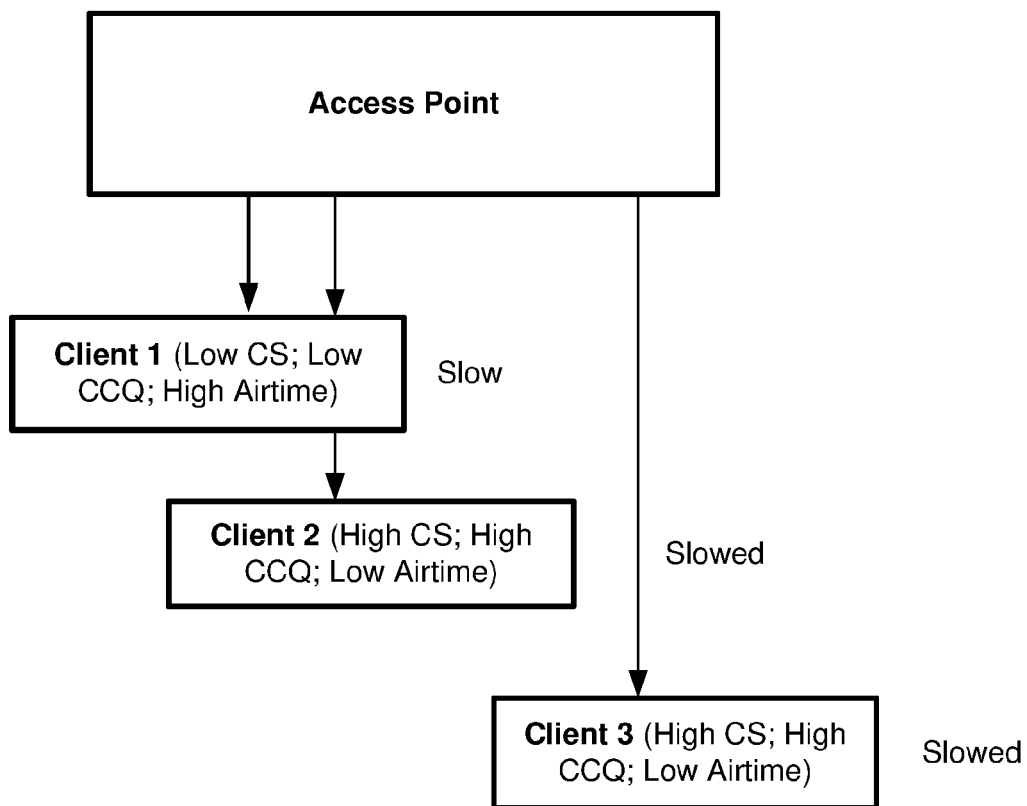 Access Point
Client 1 (Low CS; Low
CCQ; High Airtime)
Slow
Client 2 (High CS; High
CCQ; Low Airtime)
Slowed
Client 3 (High CS; High
CCQ; Low Airtime)
Slowed